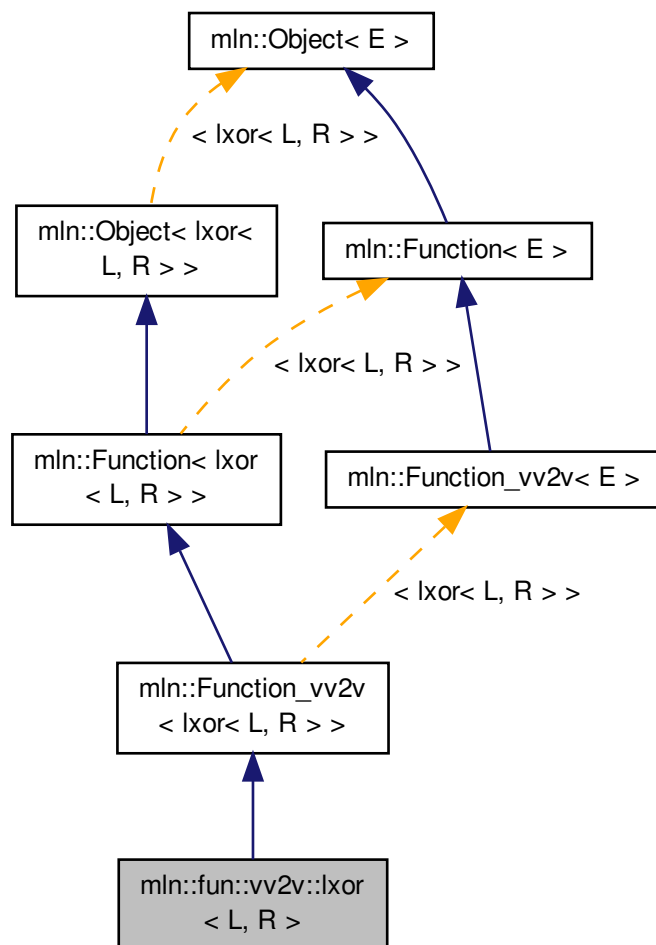 mln::Object< E >
< lxor< L, R > >
mln::Object< lxor<
L, R > >
mln::Function< E >
< lxor< L, R > >
mln::Function< lxor
< L, R > >
mln::Function_vv2v< E >
< lxor< L, R > >
mln::Function_vv2v
< lxor< L, R > >
mln::fun::vv2v::lxor
< L, R >